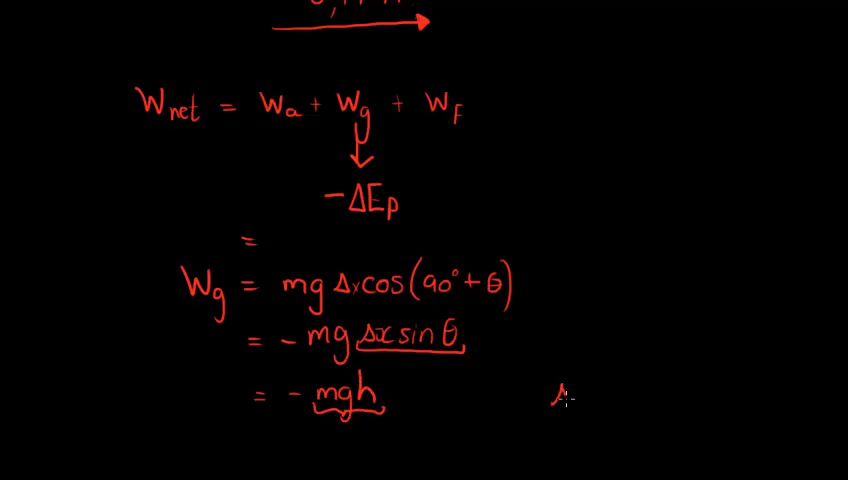 W_net = W_a + W_g + W_F
-ΔE_p
=
W_g = mg Δx cos(90° + θ)
= - mg Δx sin θ
= - mgh